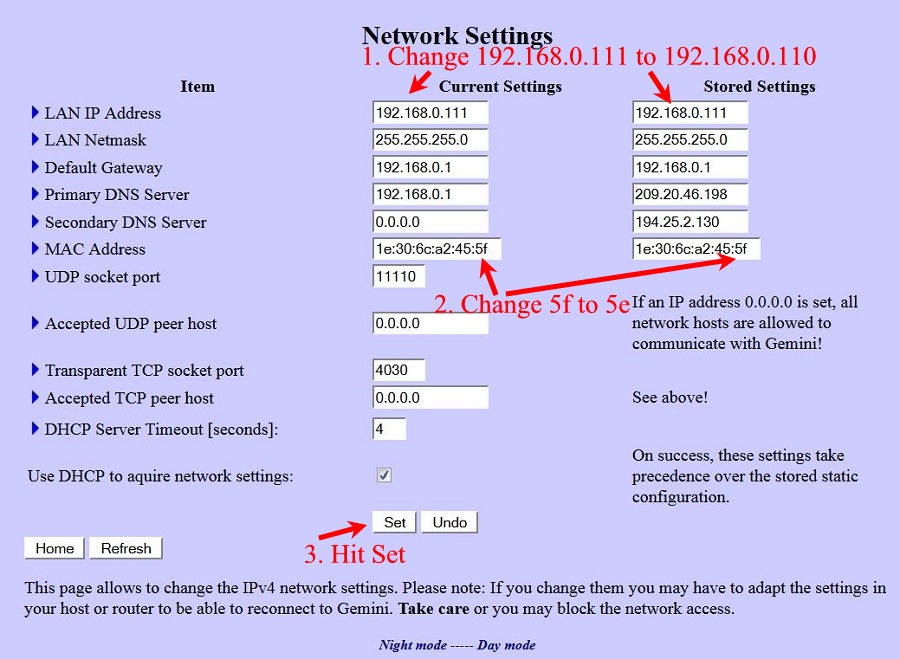 Network Settings
1. Change 192.168.0.111 to 192.168.0.110
Item Current Settings Stored Settings
LAN IP Address 192.168.0.111 192.168.0.111
LAN Netmask 255.255.255.0 255.255.255.0
Default Gateway 192.168.0.1 192.168.0.1
Primary DNS Server 192.168.0.1 209.20.46.198
Secondary DNS Server 0.0.0.0 194.25.2.130
MAC Address 1e:30:6c:a2:45:5f 1e:30:6c:a2:45:5f
UDP socket port 11110
2. Change 5f to 5e
Accepted UDP peer host 0.0.0.0
If an IP address 0.0.0.0 is set, all
network hosts are allowed to
communicate with Gemini!
Transparent TCP socket port 4030
Accepted TCP peer host 0.0.0.0 See above!
DHCP Server Timeout [seconds]: 4
Use DHCP to aquire network settings:
On success, these settings take
precedence over the stored static
configuration.
Set Undo
3. Hit Set
Home Refresh
This page allows to change the IPv4 network settings. Please note: If you change them you may have to adapt the settings in
your host or router to be able to reconnect to Gemini. Take care or you may block the network access.
Night mode ----- Day mode